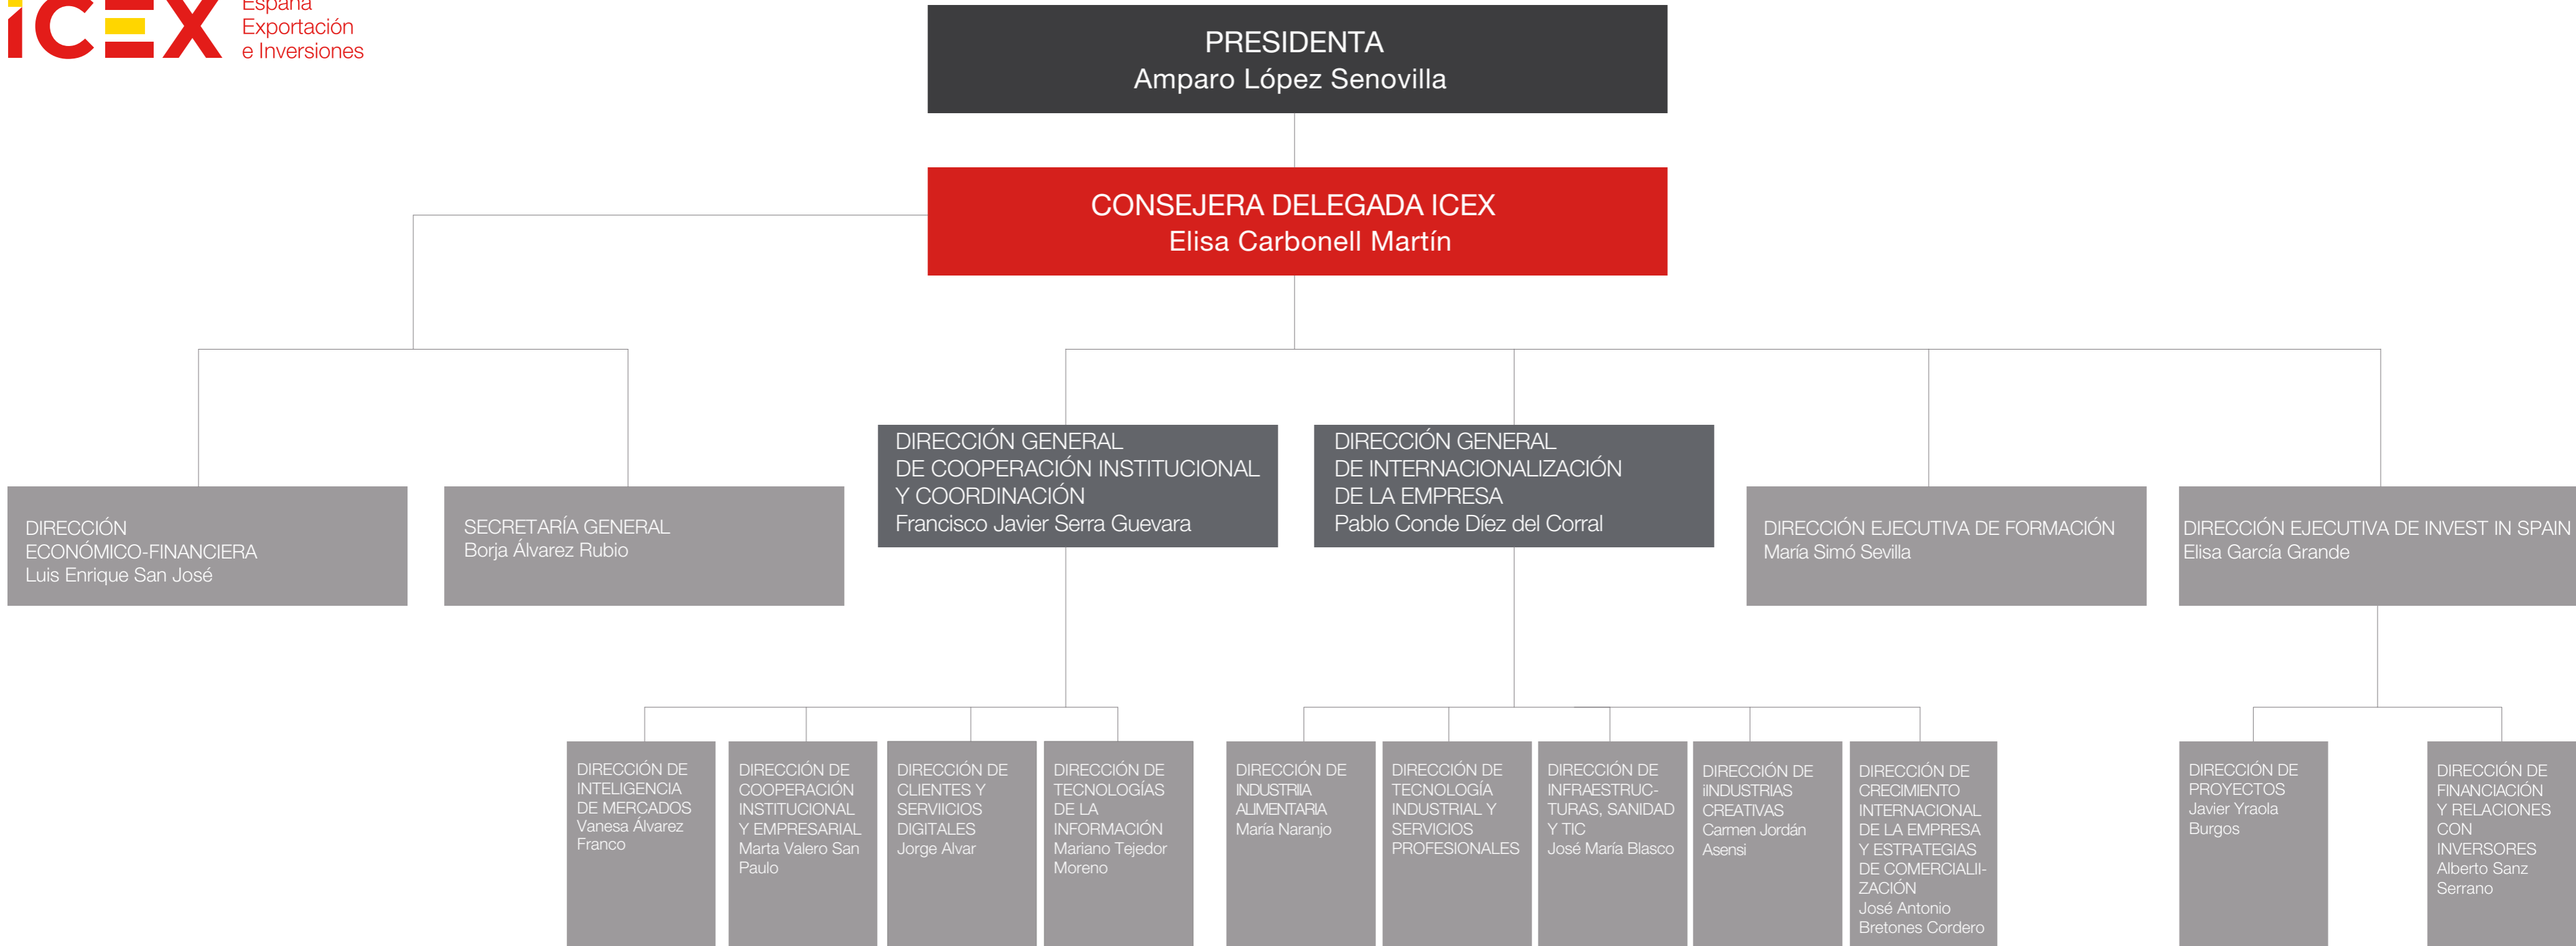 icex
España
Exportación
e Inversiones
PRESIDENTA
Amparo López Senovilla
CONSEJERA DELEGADA ICEX
Elisa Carbonell Martín
DIRECCIÓN
ECONÓMICO-FINANCIERA
Luis Enrique San José
SECRETARÍA GENERAL
Borja Álvarez Rubio
DIRECCIÓN GENERAL
DE COOPERACIÓN INSTITUCIONAL
Y COORDINACIÓN
Francisco Javier Serra Guevara
DIRECCIÓN GENERAL
DE INTERNACIONALIZACIÓN
DE LA EMPRESA
Pablo Conde Díez del Corral
DIRECCIÓN EJECUTIVA DE FORMACIÓN
María Simó Sevilla
DIRECCIÓN EJECUTIVA DE INVEST IN SPAIN
Elisa García Grande
DIRECCIÓN DE
INTELIGENCIA
DE MERCADOS
Vanesa Álvarez
Franco
DIRECCIÓN DE
COOPERACIÓN
INSTITUCIONAL
Y EMPRESARIAL
Marta Valero San
Paulo
DIRECCIÓN DE
CLIENTES Y
SERVIICIOS
DIGITALES
Jorge Alvar
DIRECCIÓN DE
TECNOLOGÍAS
DE LA
INFORMACIÓN
Mariano Tejedor
Moreno
DIRECCIÓN DE
INDUSTRIIA
ALIMENTARIA
María Naranjo
DIRECCIÓN DE
TECNOLOGÍA
INDUSTRIAL Y
SERVICIOS
PROFESIONALES
DIRECCIÓN DE
INFRAESTRUC-
TURAS, SANIDAD
Y TIC
José María Blasco
DIRECCIÓN DE
iINDUSTRIAS
CREATIVAS
Carmen Jordán
Asensi
DIRECCIÓN DE
CRECIMIENTO
INTERNACIONAL
DE LA EMPRESA
Y ESTRATEGIAS
DE COMERCIALII-
ZACIÓN
José Antonio
Bretones Cordero
DIRECCIÓN DE
PROYECTOS
Javier Yraola
Burgos
DIRECCIÓN DE
FINANCIACIÓN
Y RELACIONES
CON
INVERSORES
Alberto Sanz
Serrano